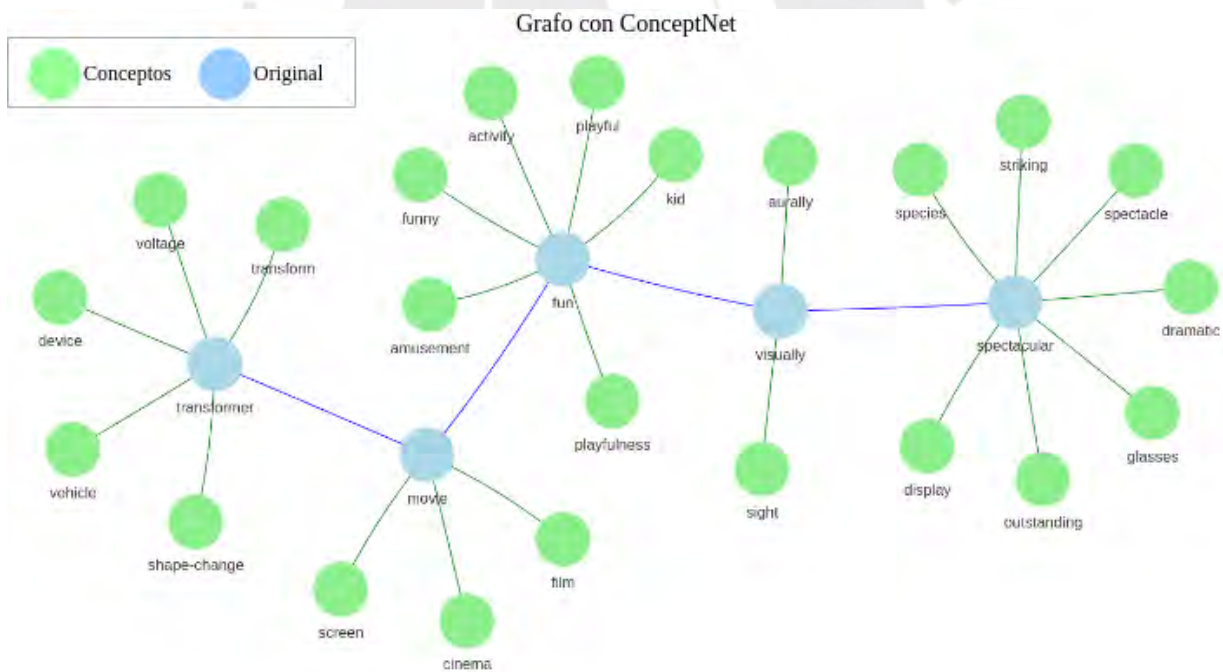 Grafo con ConceptNet
Conceptos
Original
activity
playful
kid
funny
fun
amusement
playfulness
aurally
visually
sight
striking
species
spectacle
dramatic
spectacular
glasses
display
outstanding
voltage
transform
device
transformer
vehicle
shape-change
movie
screen
film
cinema